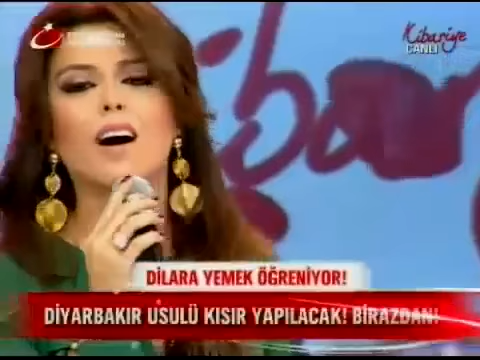 Kibariye
CANLI
DİLARA YEMEK ÖĞRENİYOR!
DİYARBAKIR USULÜ KISIR YAPILACAK! BİRAZDAN!